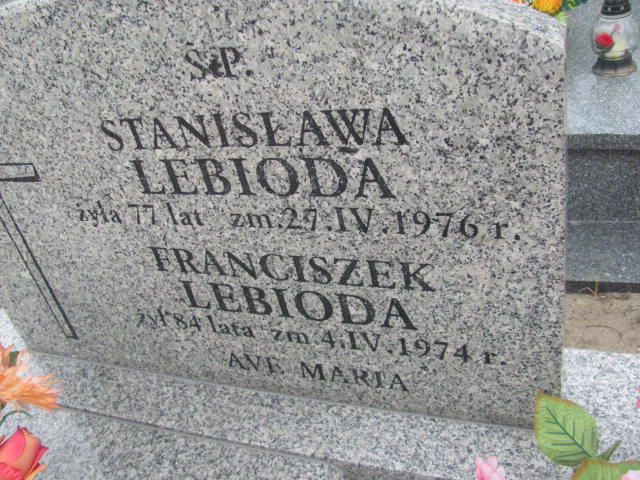 Ś.P.
STANISŁAWA
LEBIODA
żyła 77 lat zm. 27.IV.1976 r.
FRANCISZEK
LEBIODA
żył 84 lata zm. 4.IV.1974 r.
AVE MARIA